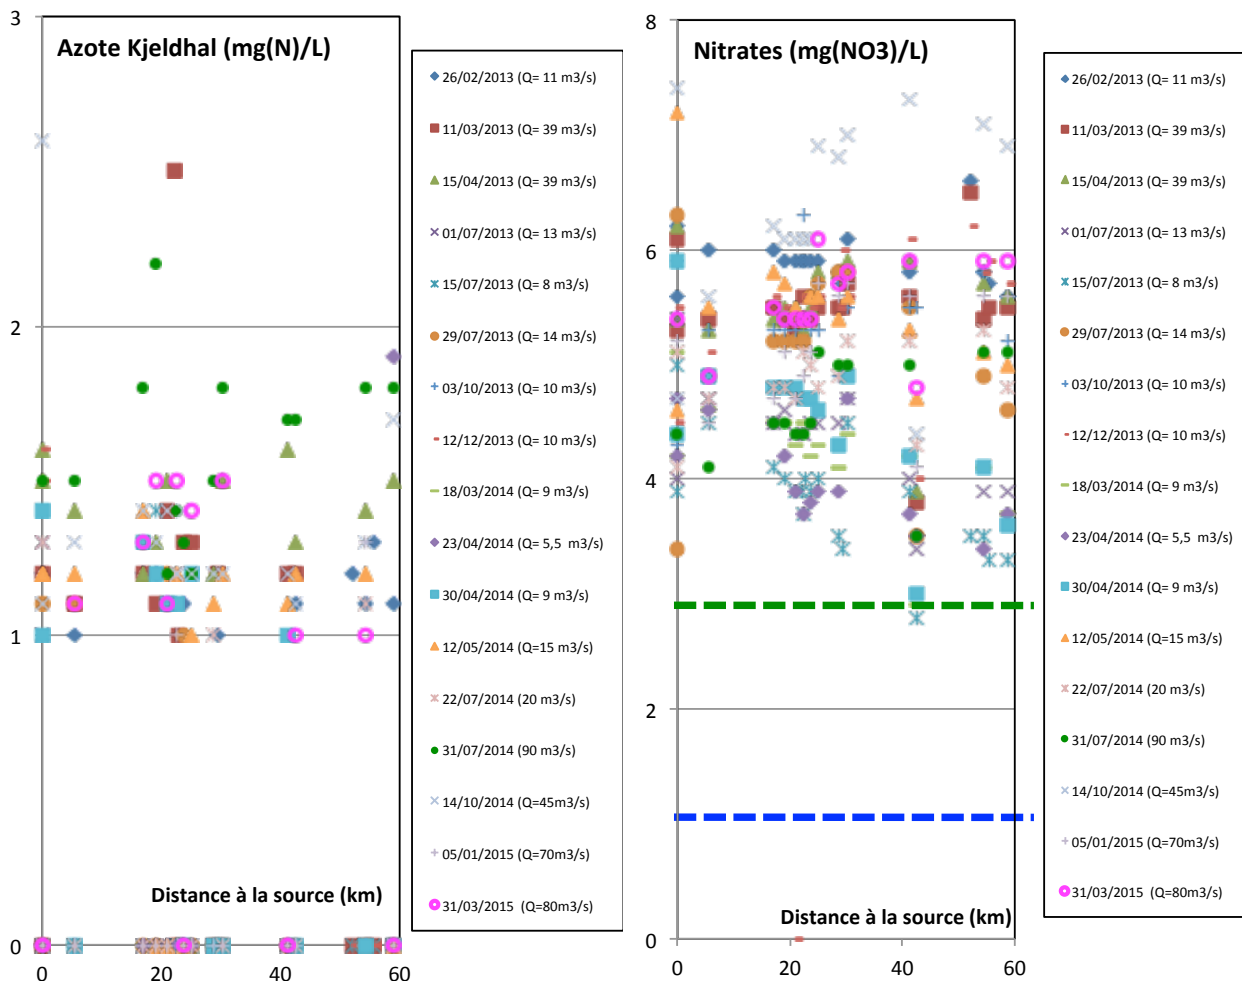 3
Azote Kjeldhal (mg(N)/L)
26/02/2013 (Q= 11 m3/s)
11/03/2013 (Q= 39 m3/s)
15/04/2013 (Q= 39 m3/s)
01/07/2013 (Q= 13 m3/s)
15/07/2013 (Q= 8 m3/s)
2
29/07/2013 (Q= 14 m3/s)
03/10/2013 (Q= 10 m3/s)
12/12/2013 (Q= 10 m3/s)
18/03/2014 (Q= 9 m3/s)
23/04/2014 (Q= 5,5 m3/s)
30/04/2014 (Q= 9 m3/s)
1
12/05/2014 (Q=15 m3/s)
22/07/2014 (20 m3/s)
31/07/2014 (90 m3/s)
14/10/2014 (Q=45m3/s)
05/01/2015 (Q=70m3/s)
Distance à la source (km)
31/03/2015 (Q=80m3/s)
0
0 20 40 60
8
Nitrates (mg(NO3)/L)
26/02/2013 (Q= 11 m3/s)
11/03/2013 (Q= 39 m3/s)
15/04/2013 (Q= 39 m3/s)
01/07/2013 (Q= 13 m3/s)
6
15/07/2013 (Q= 8 m3/s)
29/07/2013 (Q= 14 m3/s)
03/10/2013 (Q= 10 m3/s)
12/12/2013 (Q= 10 m3/s)
4
18/03/2014 (Q= 9 m3/s)
23/04/2014 (Q= 5,5 m3/s)
30/04/2014 (Q= 9 m3/s)
12/05/2014 (Q=15 m3/s)
22/07/2014 (20 m3/s)
2
31/07/2014 (90 m3/s)
14/10/2014 (Q=45m3/s)
05/01/2015 (Q=70m3/s)
31/03/2015 (Q=80m3/s)
Distance à la source (km)
0
0 20 40 60